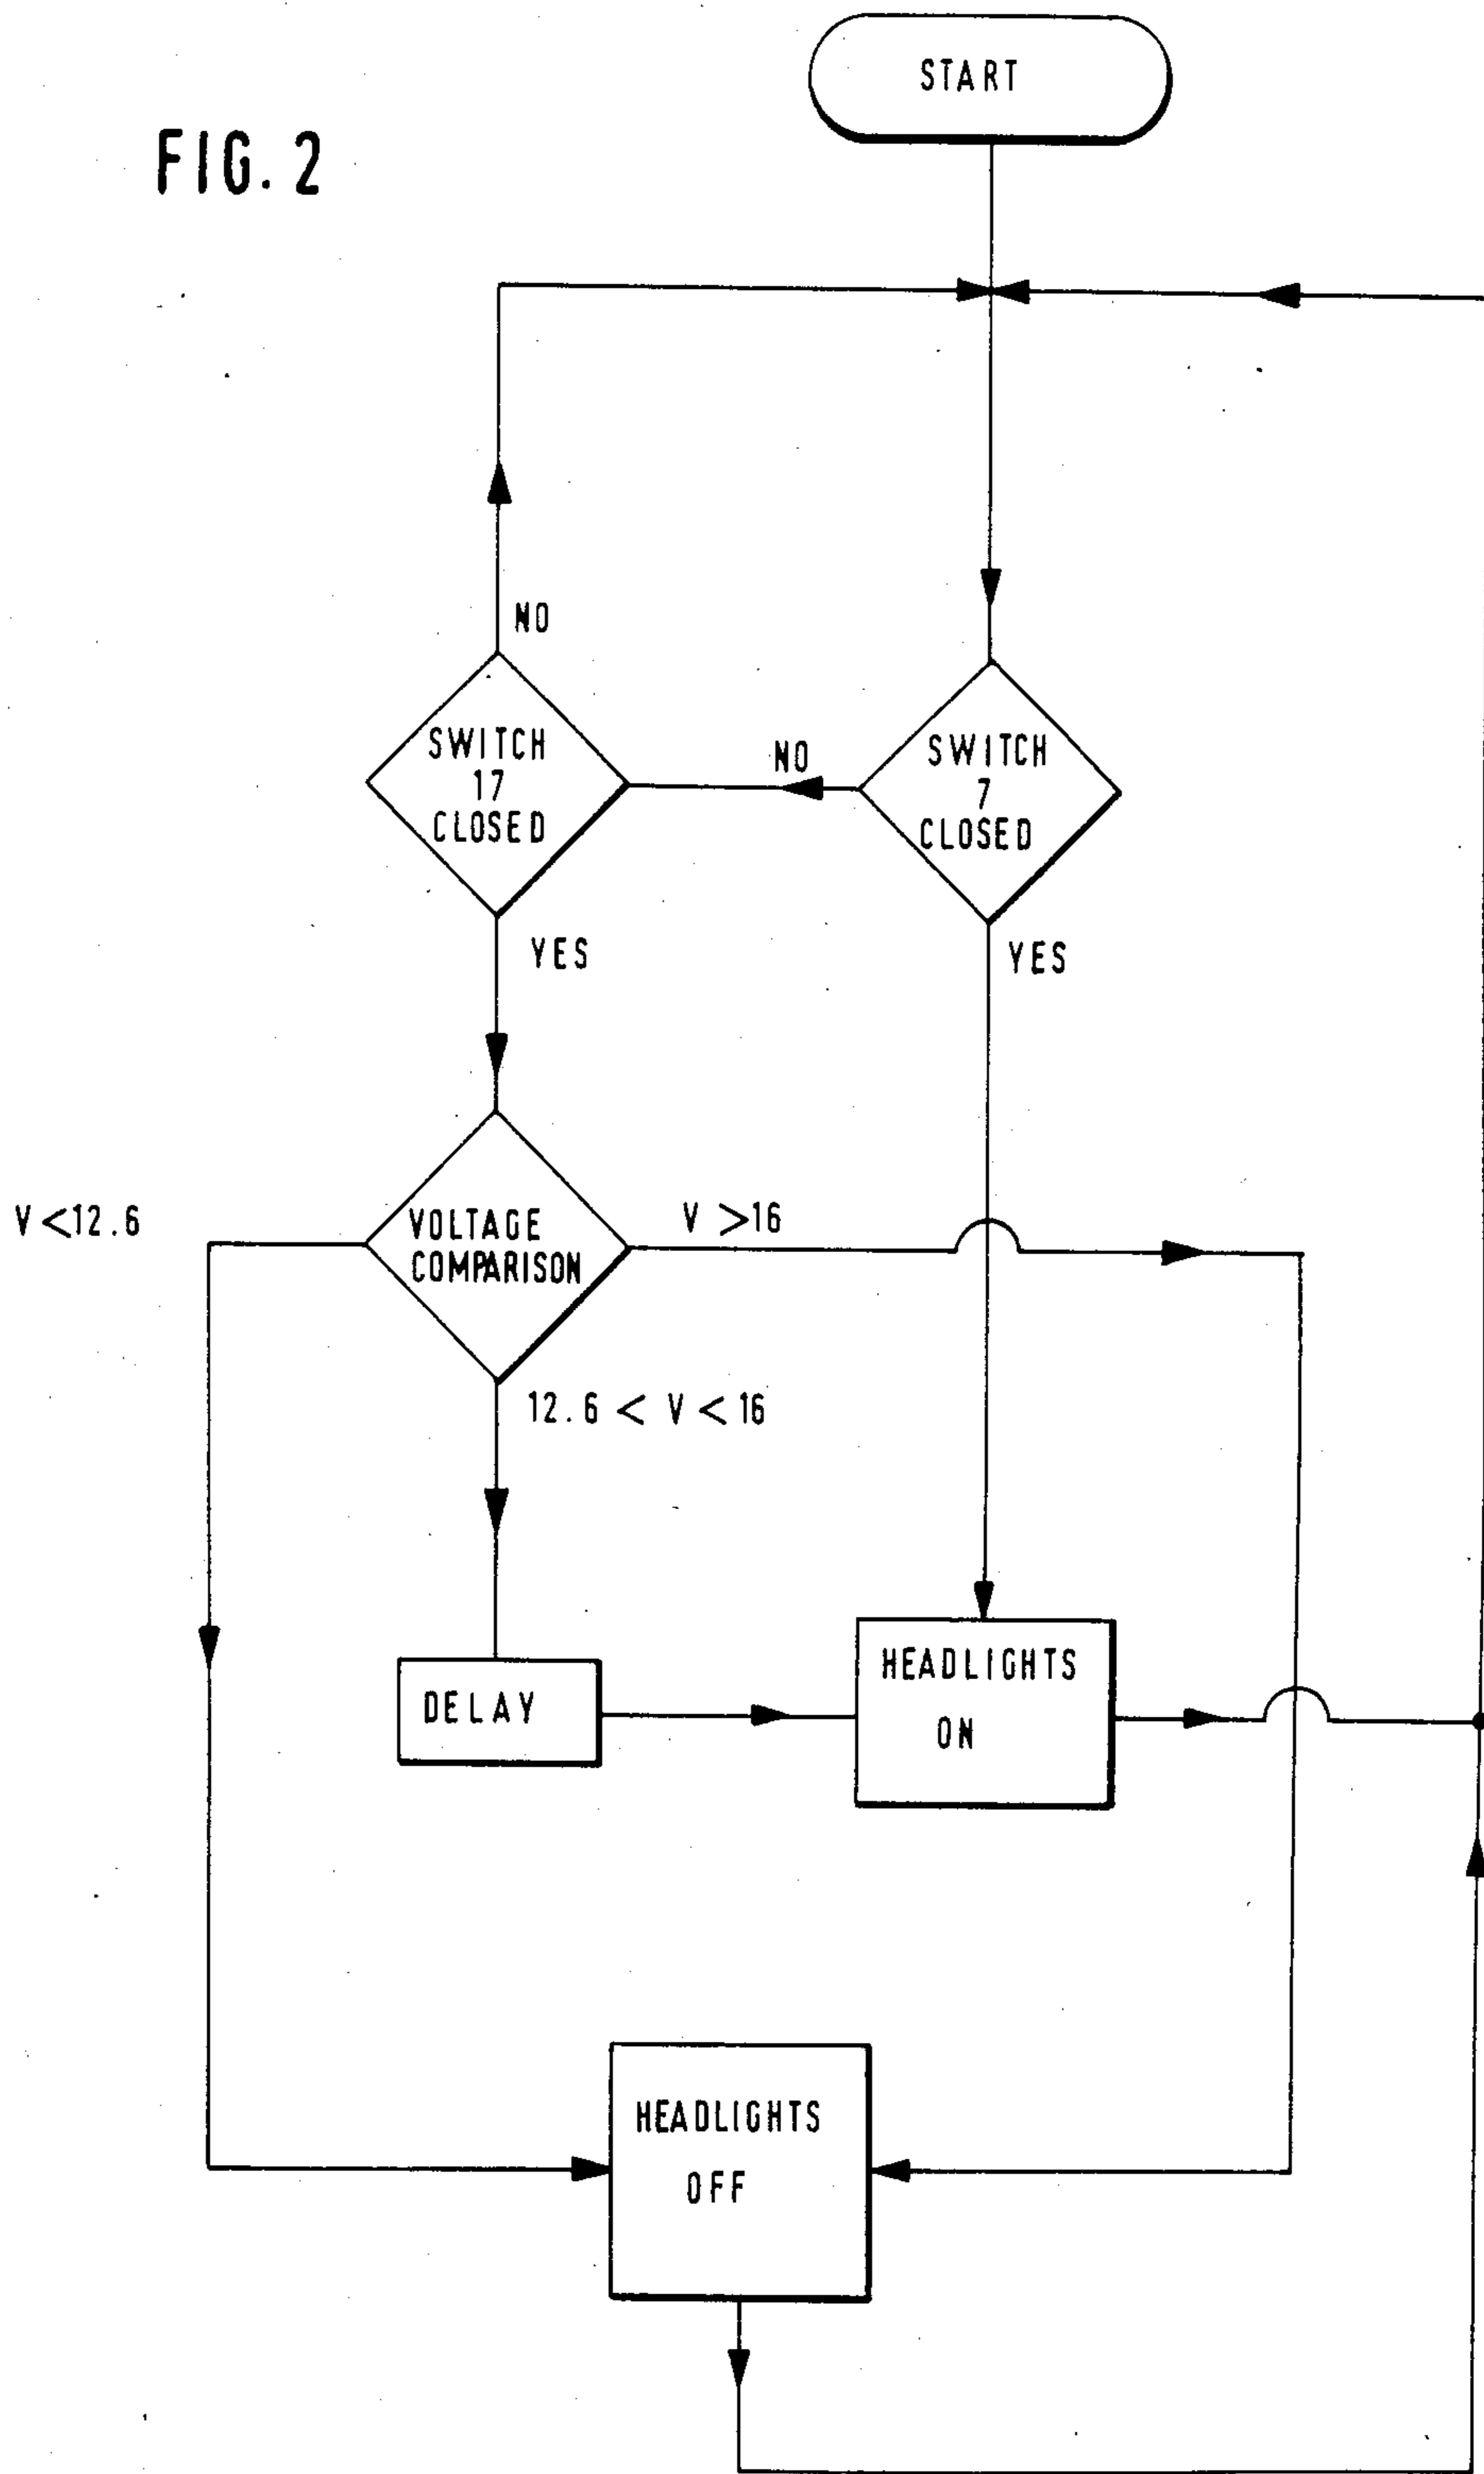 START
FIG. 2
NO
SWITCH
17
CLOSED
NO
SWITCH
7
CLOSED
YES
YES
V <12.6
VOLTAGE
COMPARISON
V >16
12.6 < V < 16
DELAY
HEADLIGHTS
ON
HEADLIGHTS
OFF